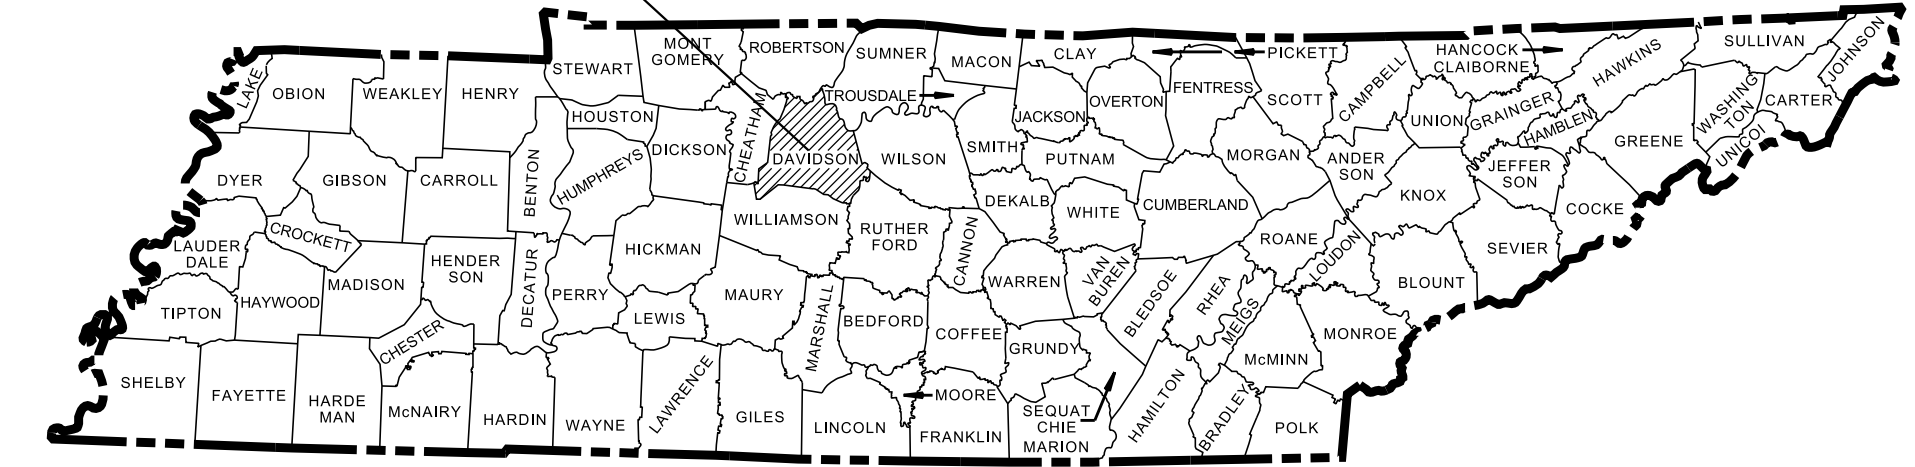 LAKE
OBION
WEAKLEY
HENRY
STEWART
MONT
GOMERY
ROBERTSON
SUMNER
MACON
CLAY
PICKETT
HANCOCK
CLAIBORNE
HAWKINS
SULLIVAN
JOHNSON
CARTER
WASHING
TON
UNICOI
GREENE
HAMBLEN
GRAINGER
UNION
CAMPBELL
SCOTT
FENTRESS
OVERTON
JACKSON
TROUSDALE
CHEATHAM
HOUSTON
DICKSON
DAVIDSON
WILSON
SMITH
PUTNAM
MORGAN
ANDER
SON
KNOX
JEFFER
SON
COCKE
DYER
GIBSON
CARROLL
BENTON
HUMPHREYS
WILLIAMSON
RUTHER
FORD
CANNON
DEKALB
WHITE
CUMBERLAND
ROANE
LOUDON
BLOUNT
SEVIER
LAUDER
DALE
CROCKETT
MADISON
HENDER
SON
DECATUR
HICKMAN
PERRY
LEWIS
MAURY
MARSHALL
BEDFORD
COFFEE
WARREN
VAN
BUREN
BLEDSOE
RHEA
MEIGS
McMINN
MONROE
TIPTON
HAYWOOD
CHESTER
GRUNDY
SHELBY
FAYETTE
HARDE
MAN
McNAIRY
HARDIN
WAYNE
LAWRENCE
GILES
LINCOLN
MOORE
FRANKLIN
SEQUAT
CHIE
MARION
HAMILTON
BRADLEY
POLK